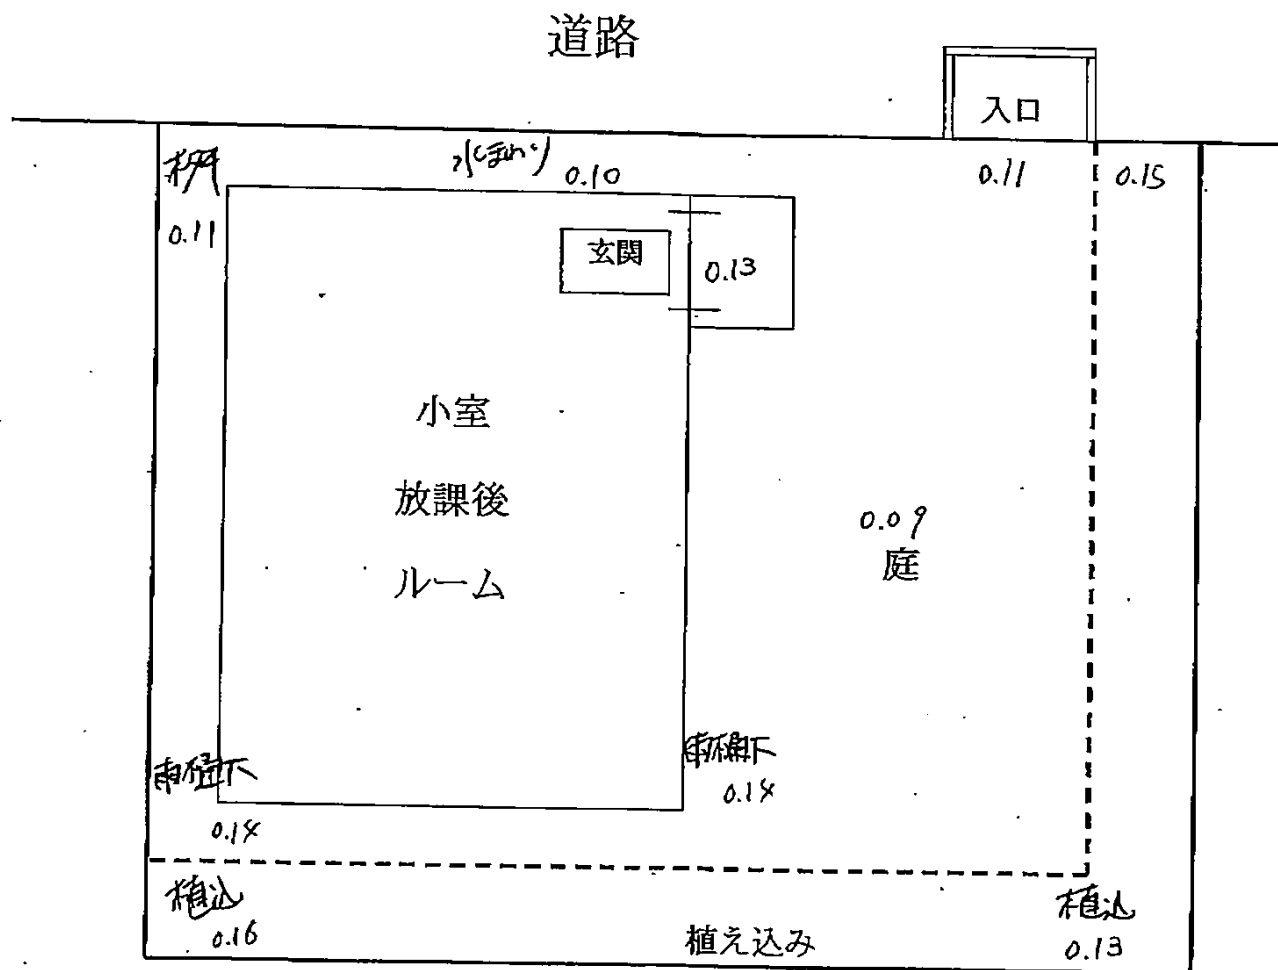 道路
入口
枡
水まわり
0.10
0.11
0.15
0.11
玄関
0.13
小室
放課後
ルーム
0.09
庭
雨樋下
雨樋下
0.14
0.14
植込
植込
0.16
植え込み
0.13